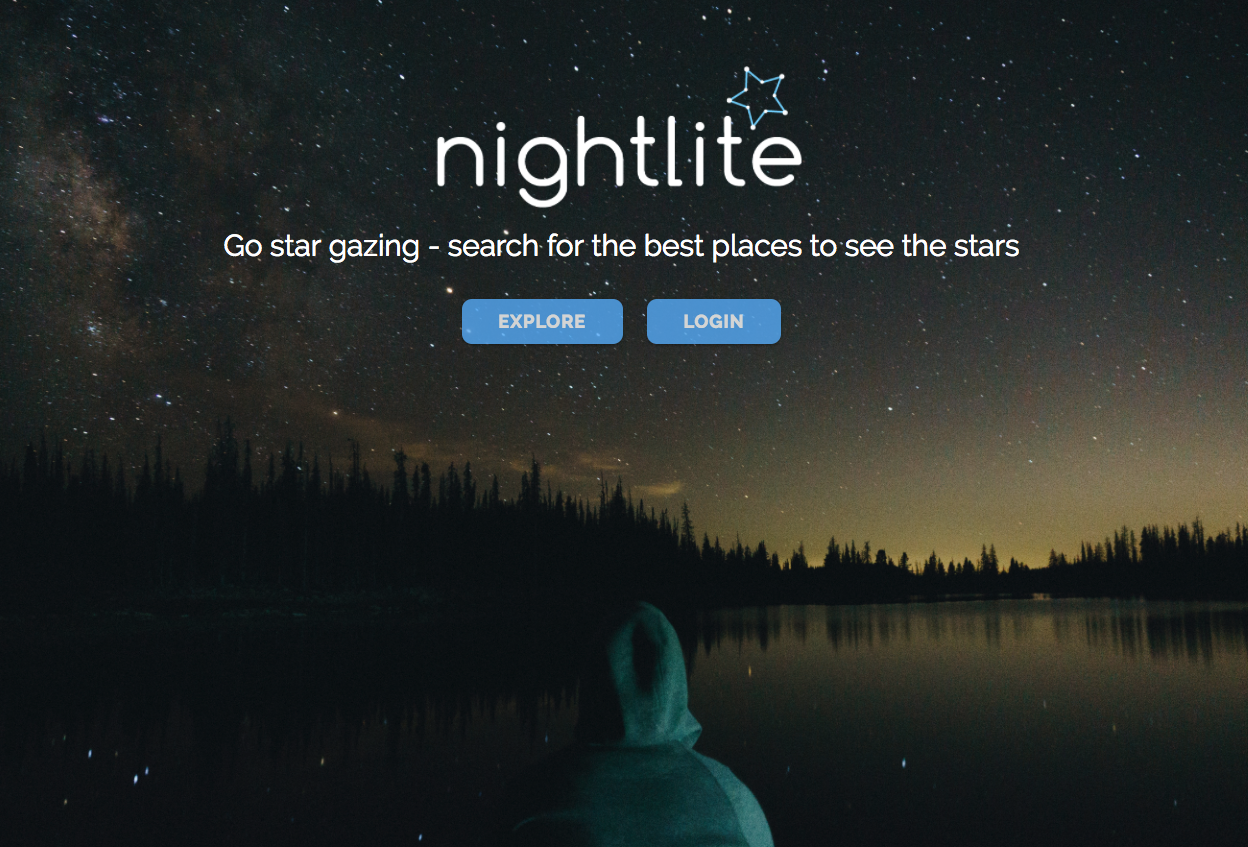 nightlite
Go star gazing - search for the best places to see the stars
EXPLORE
LOGIN